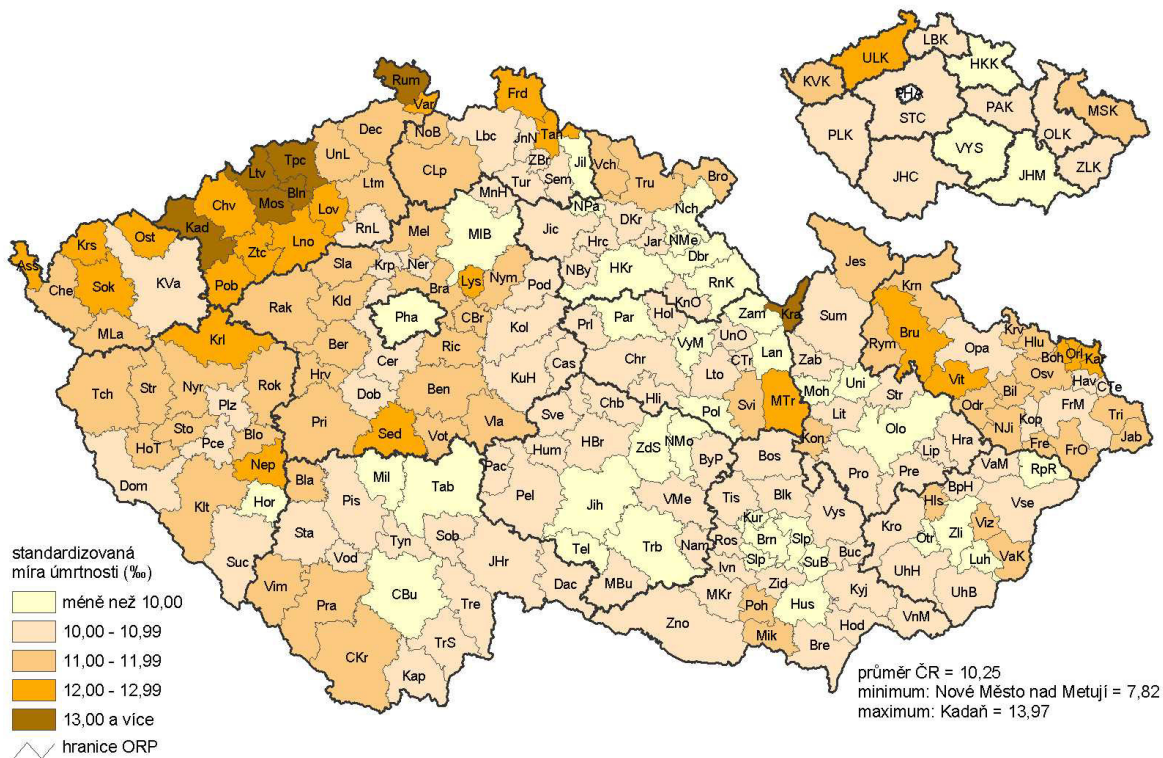 Rum
Var
Frd
Tan
Dec
NoB
Lbc
JnN
ZBr
Jil
Vch
Tru
Bro
Tpc
UnL
Ltv
Bln
Mos
Ltm
CLp
Tur
Sem
MnH
Chv
Lov
Kad
Ztc
Lno
RnL
Mel
MlB
Jic
NPa
DKr
Nch
Jar
NMe
Dbr
Hrc
HKr
NBy
RnK
Ass
Krs
Ost
Sok
KVa
Che
MLa
Pob
Sla
Krp
Ner
Rak
Kld
Bra
Lys
Nym
Pod
Pha
CBr
Kol
KnO
Par
Hol
Zam
Kra
UnO
Prl
VyM
CTr
Lan
Sum
Zab
Jes
Krn
Bru
Rym
Opa
Krv
Hlu
Boh
Orl
Kar
Krl
Ber
Cer
Ric
KuH
Cas
Chr
Lto
Svi
MTr
Moh
Uni
Str
Vit
Bil
Osv
Hav
CTe
Odr
NJi
Kop
FrM
Tri
Fre
FrO
Jab
Tch
Str
Nyr
Rok
Plz
Hrv
Dob
Ben
Pri
Sed
Vot
Vla
Sve
Chb
Hli
Pol
Lit
Kon
Olo
Lip
Hra
Sto
HoT
Pce
Blo
Nep
Dom
Klt
Hor
Bla
Mil
Tab
Pac
Hum
HBr
ZdS
NMo
ByP
Bos
Pro
Pre
VaM
RpR
Pis
Pel
Jih
VMe
Tis
Blk
Vys
BpH
Hls
Vse
Sta
Tyn
Sob
Kur
Kro
Otr
Zli
Viz
Suc
Vod
JHr
Tel
Trb
Nam
Ros
Brn
Slp
Buc
Luh
VaK
Ivn
Slp
SuB
UhH
Vim
Pra
CBu
Tre
Dac
MBu
MKr
Zid
Hus
Kyj
UhB
Poh
CKr
TrS
Kap
Zno
Mik
Bre
Hod
VnM
KVK
ULK
LBK
HKK
PHA
STC
PAK
MSK
PLK
OLK
VYS
ZLK
JHC
JHM
standardizovaná
míra úmrtnosti (‰)
méně než 10,00
10,00 - 10,99
11,00 - 11,99
12,00 - 12,99
13,00 a více
hranice ORP
průměr ČR = 10,25
minimum: Nové Město nad Metují = 7,82
maximum: Kadaň = 13,97